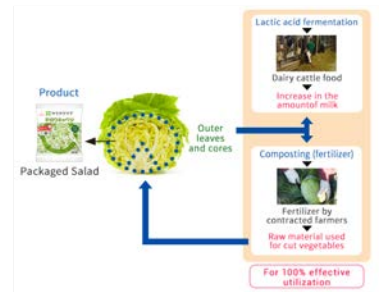 Product
Packaged Salad
Outer
leaves
and cores
Lactic acid fermentation
Dairy cattle food
Increase in the
amountof milk
Composting (fertilizer)
Fertilizer by
contracted farmers
Raw material used
for cut vegetables
For 100% effective
utilization